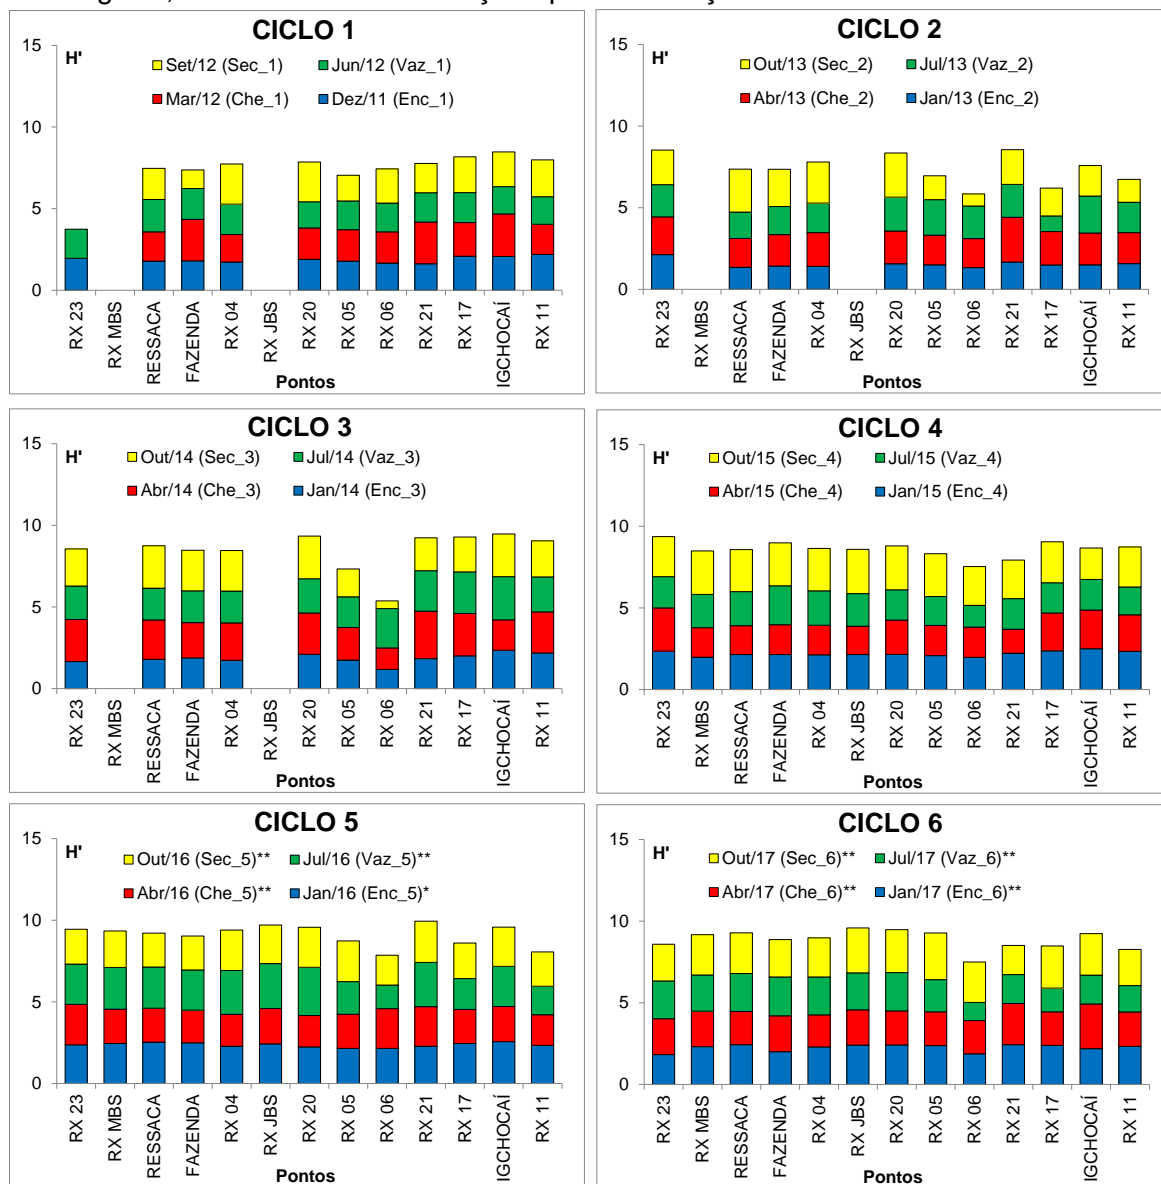 CICLO 1
15
H'
Set/12 (Sec_1) Jun/12 (Vaz_1)
Mar/12 (Che_1) Dez/11 (Enc_1)
10
5
0
RX 23
RX MBS
RESSACA
FAZENDA
RX 04
RX JBS
RX 20
RX 05
RX 06
RX 21
RX 17
IGCHOCAÍ
RX 11
Pontos
CICLO 2
15
H'
Out/13 (Sec_2) Jul/13 (Vaz_2)
Abr/13 (Che_2) Jan/13 (Enc_2)
10
5
0
RX 23
RX MBS
RESSACA
FAZENDA
RX 04
RX JBS
RX 20
RX 05
RX 06
RX 21
RX 17
IGCHOCAÍ
RX 11
Pontos
CICLO 3
15
H'
Out/14 (Sec_3) Jul/14 (Vaz_3)
Abr/14 (Che_3) Jan/14 (Enc_3)
10
5
0
RX 23
RX MBS
RESSACA
FAZENDA
RX 04
RX JBS
RX 20
RX 05
RX 06
RX 21
RX 17
IGCHOCAÍ
RX 11
Pontos
CICLO 4
15
H'
Out/15 (Sec_4) Jul/15 (Vaz_4)
Abr/15 (Che_4) Jan/15 (Enc_4)
10
5
0
RX 23
RX MBS
RESSACA
FAZENDA
RX 04
RX JBS
RX 20
RX 05
RX 06
RX 21
RX 17
IGCHOCAÍ
RX 11
Pontos
CICLO 5
15
H'
Out/16 (Sec_5)** Jul/16 (Vaz_5)**
Abr/16 (Che_5)** Jan/16 (Enc_5)*
10
5
0
RX 23
RX MBS
RESSACA
FAZENDA
RX 04
RX JBS
RX 20
RX 05
RX 06
RX 21
RX 17
IGCHOCAÍ
RX 11
Pontos
CICLO 6
15
H'
Out/17 (Sec_6)** Jul/17 (Vaz_6)**
Abr/17 (Che_6)** Jan/17 (Enc_6)**
10
5
0
RX 23
RX MBS
RESSACA
FAZENDA
RX 04
RX JBS
RX 20
RX 05
RX 06
RX 21
RX 17
IGCHOCAÍ
RX 11
Pontos